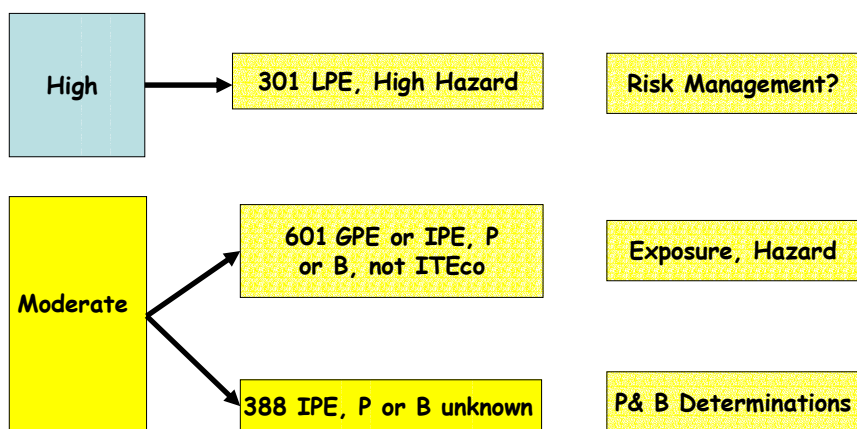 High
301 LPE, High Hazard
Risk Management?
Moderate
601 GPE or IPE, P
or B, not ITEco
Exposure, Hazard
388 IPE, P or B unknown
P& B Determinations